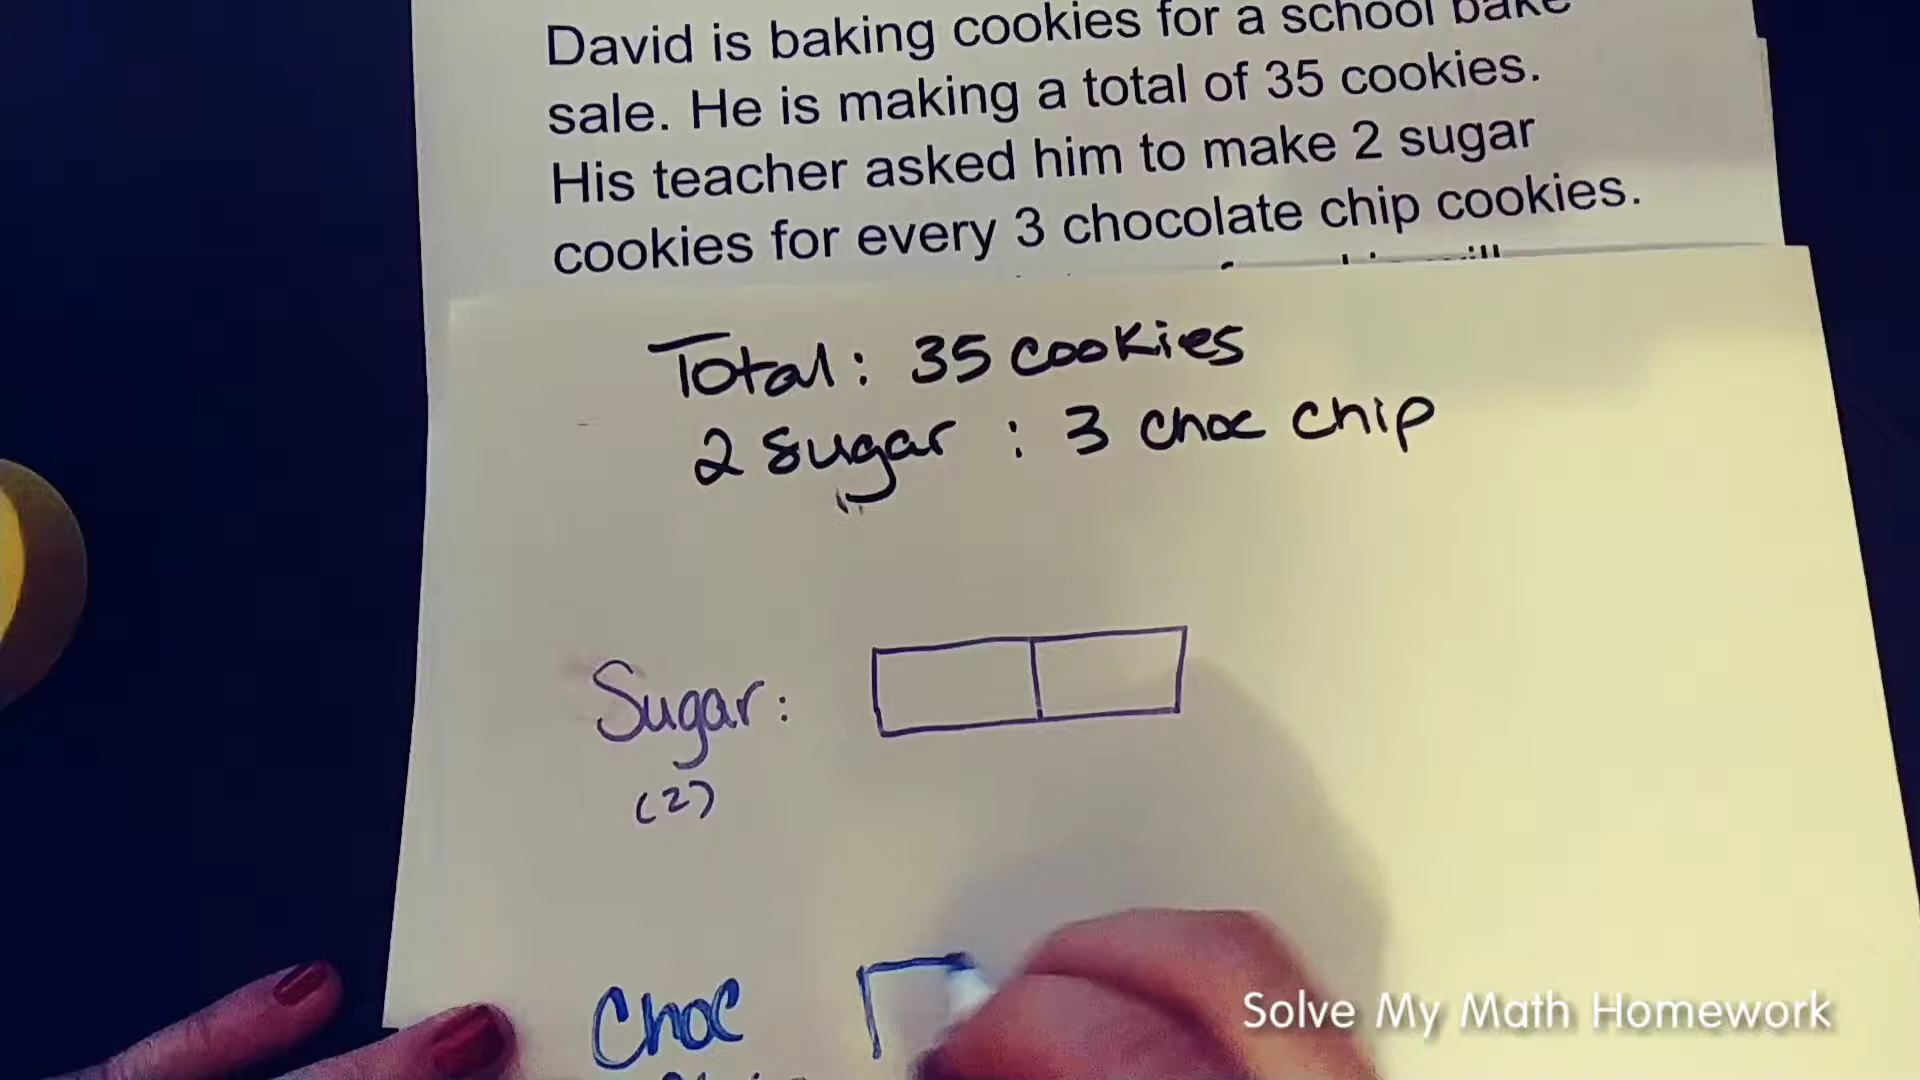 David is baking cookies for a school bake
sale. He is making a total of 35 cookies.
His teacher asked him to make 2 sugar
cookies for every 3 chocolate chip cookies.
Total: 35 cookies
2 sugar : 3 choc chip
Sugar:
(2)
Choc
Solve My Math Homework